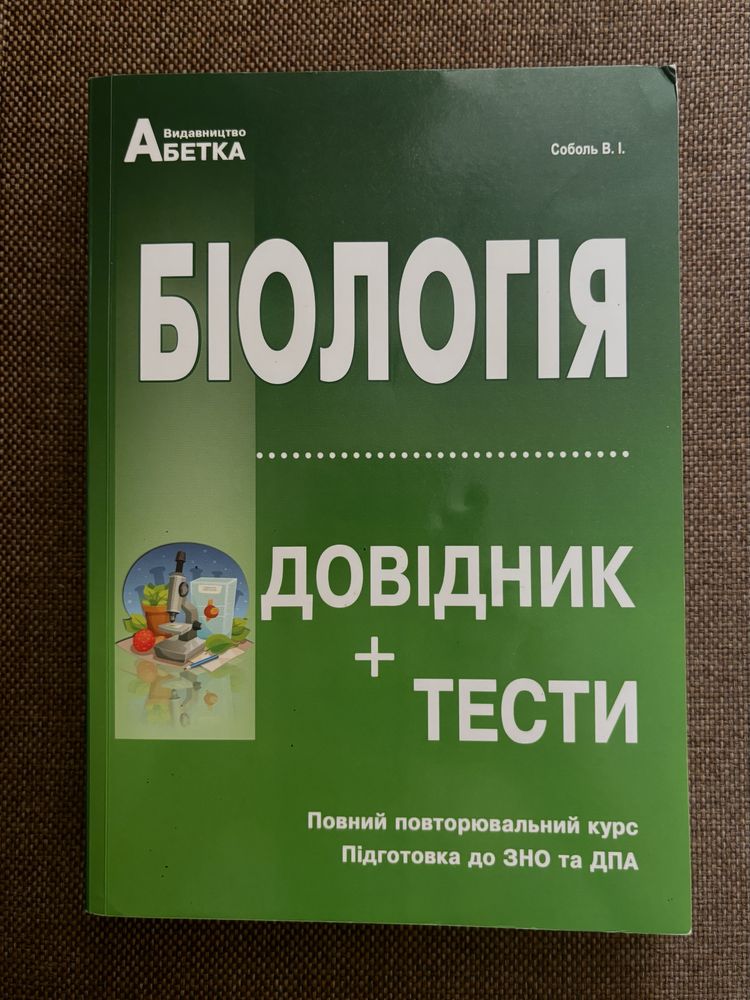 Видавництво
АБЕТКА
Соболь В. І.
БІОЛОГІЯ
ДОВІДНИК
+
ТЕСТИ
Повний повторювальний курс
Підготовка до ЗНО та ДПА